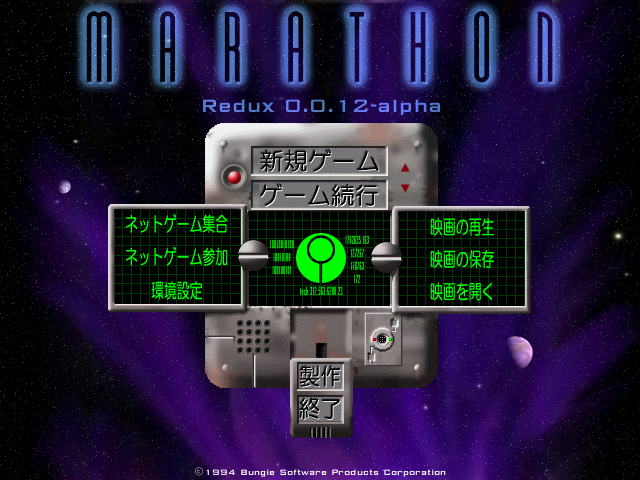 MARATHON
Redux 0.0.12-alpha
新規ゲーム
ゲーム続行
ネットゲーム集合
ネットゲーム参加
環境設定
映画の再生
映画の保存
映画を開く
製作
終了
©1994 Bungie Software Products Corporation